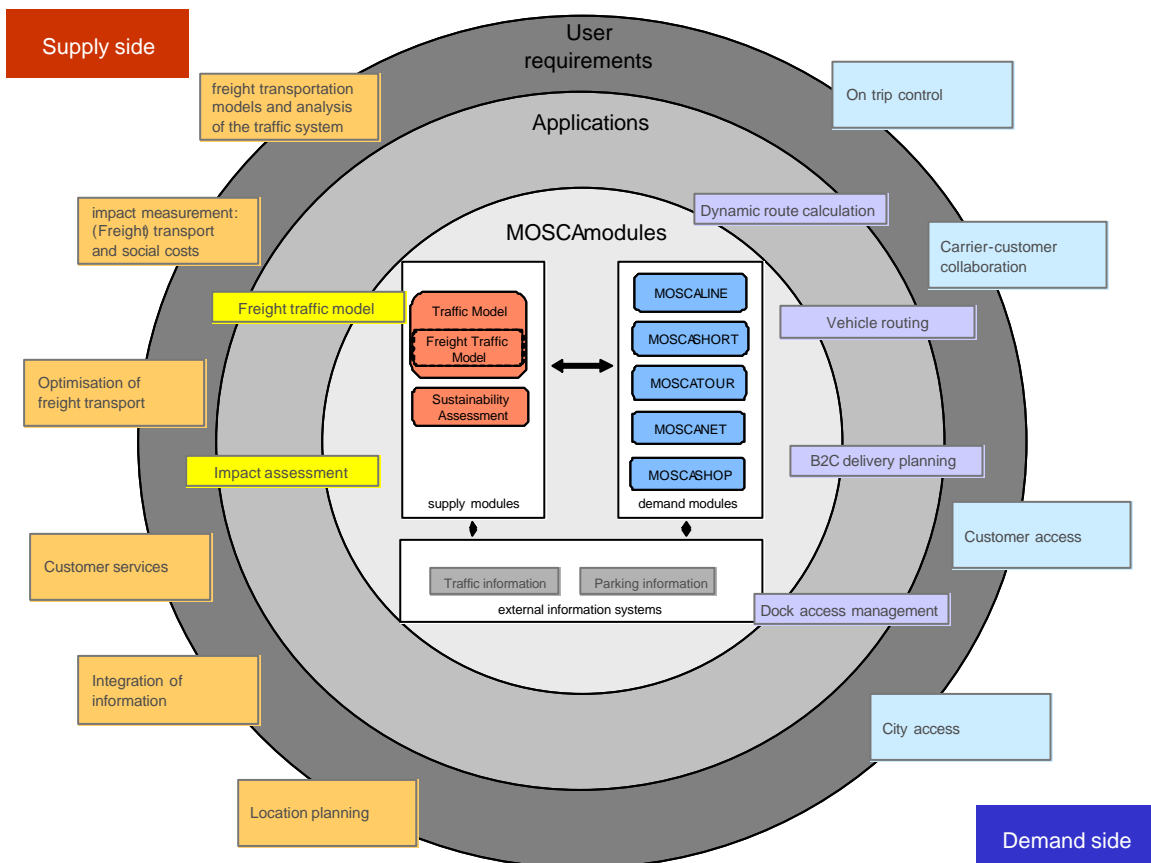 Supply side
User
requirements
freight transportation
models and analysis
of the traffic system
On trip control
Applications
impact measurement:
(Freight) transport
and social costs
Dynamic route calculation
MOSCAmodules
Carrier-customer
collaboration
Freight traffic model
Traffic Model
Freight Traffic
Model
Sustainability
Assessment
supply modules
MOSCALINE
MOSCASHORT
MOSCATOUR
MOSCANET
MOSCASHOP
demand modules
Vehicle routing
Optimisation of
freight transport
Impact assessment
B2C delivery planning
Customer services
Customer access
Traffic information
Parking information
external information systems
Dock access management
Integration of
information
City access
Location planning
Demand side